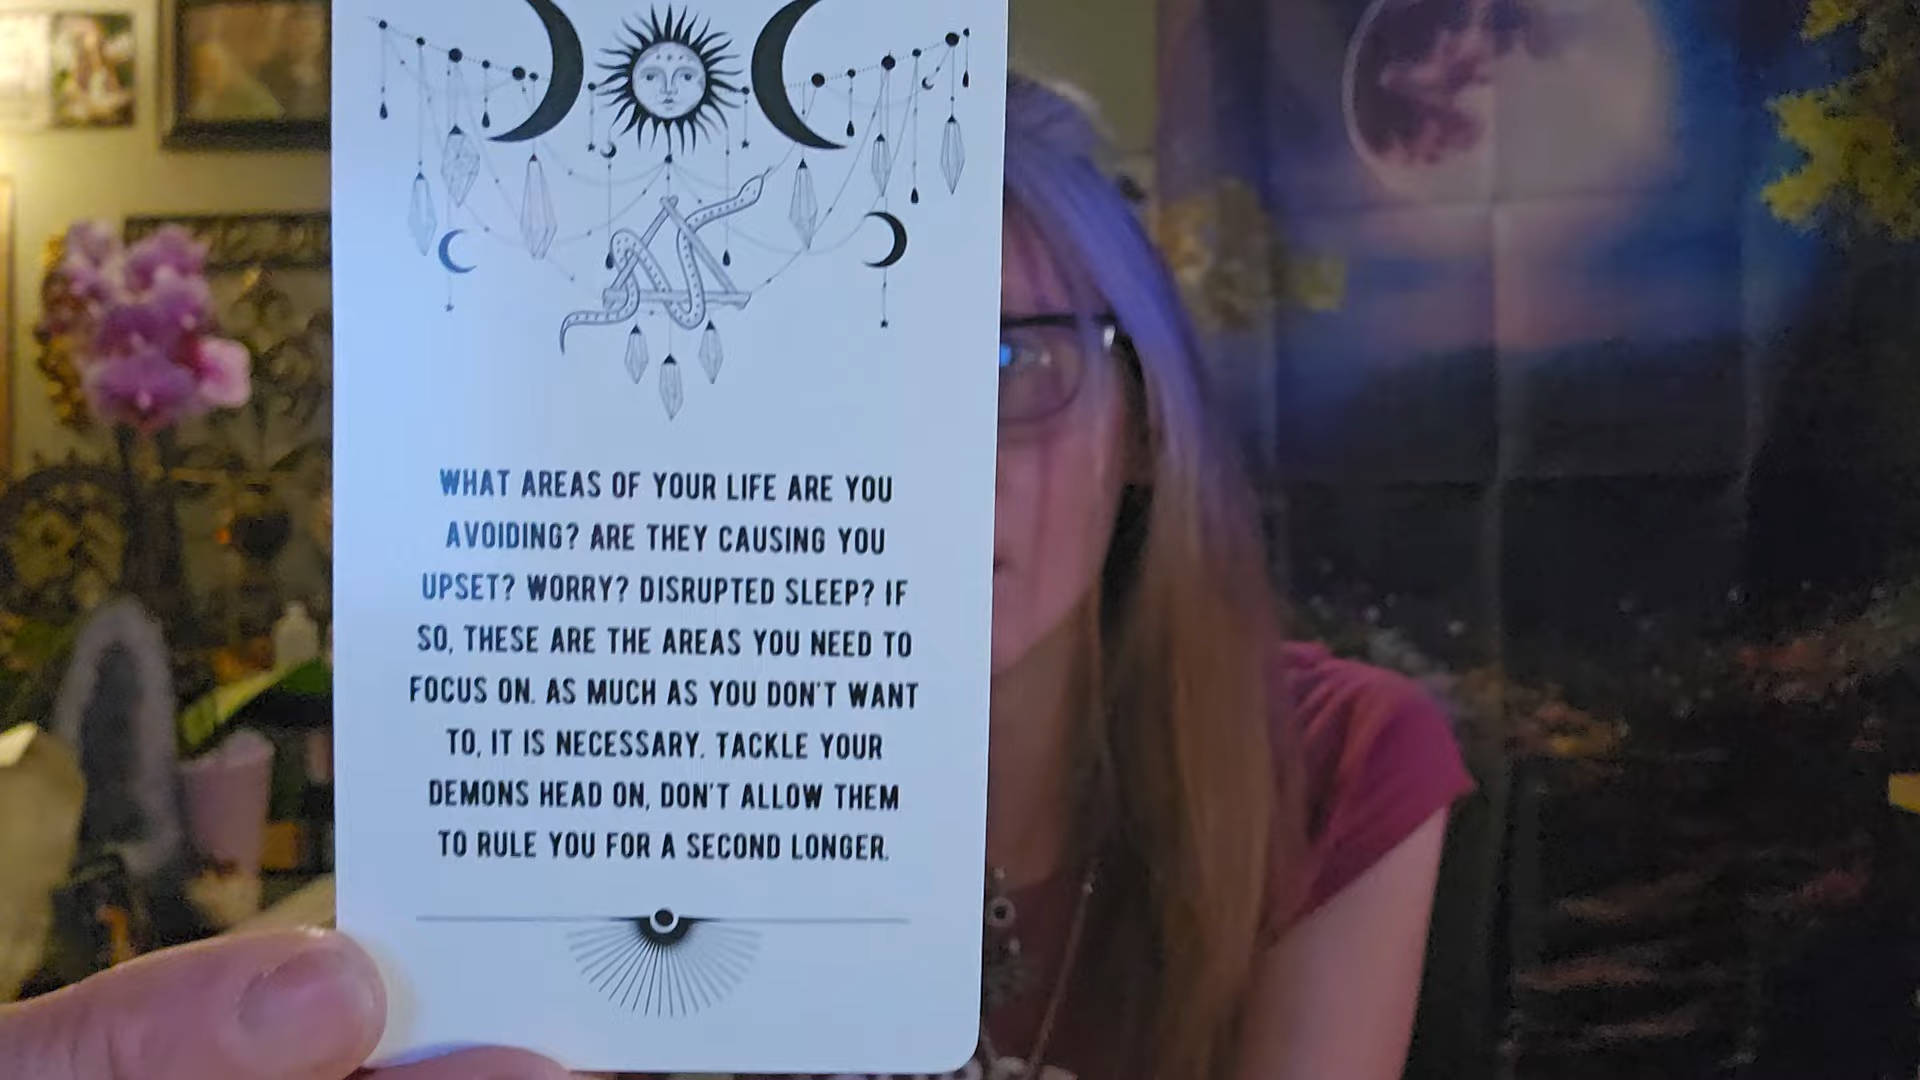 WHAT AREAS OF YOUR LIFE ARE YOU
AVOIDING? ARE THEY CAUSING YOU
UPSET? WORRY? DISRUPTED SLEEP? IF
SO, THESE ARE THE AREAS YOU NEED TO
FOCUS ON. AS MUCH AS YOU DON'T WANT
TO, IT IS NECESSARY. TACKLE YOUR
DEMONS HEAD ON, DON'T ALLOW THEM
TO RULE YOU FOR A SECOND LONGER.